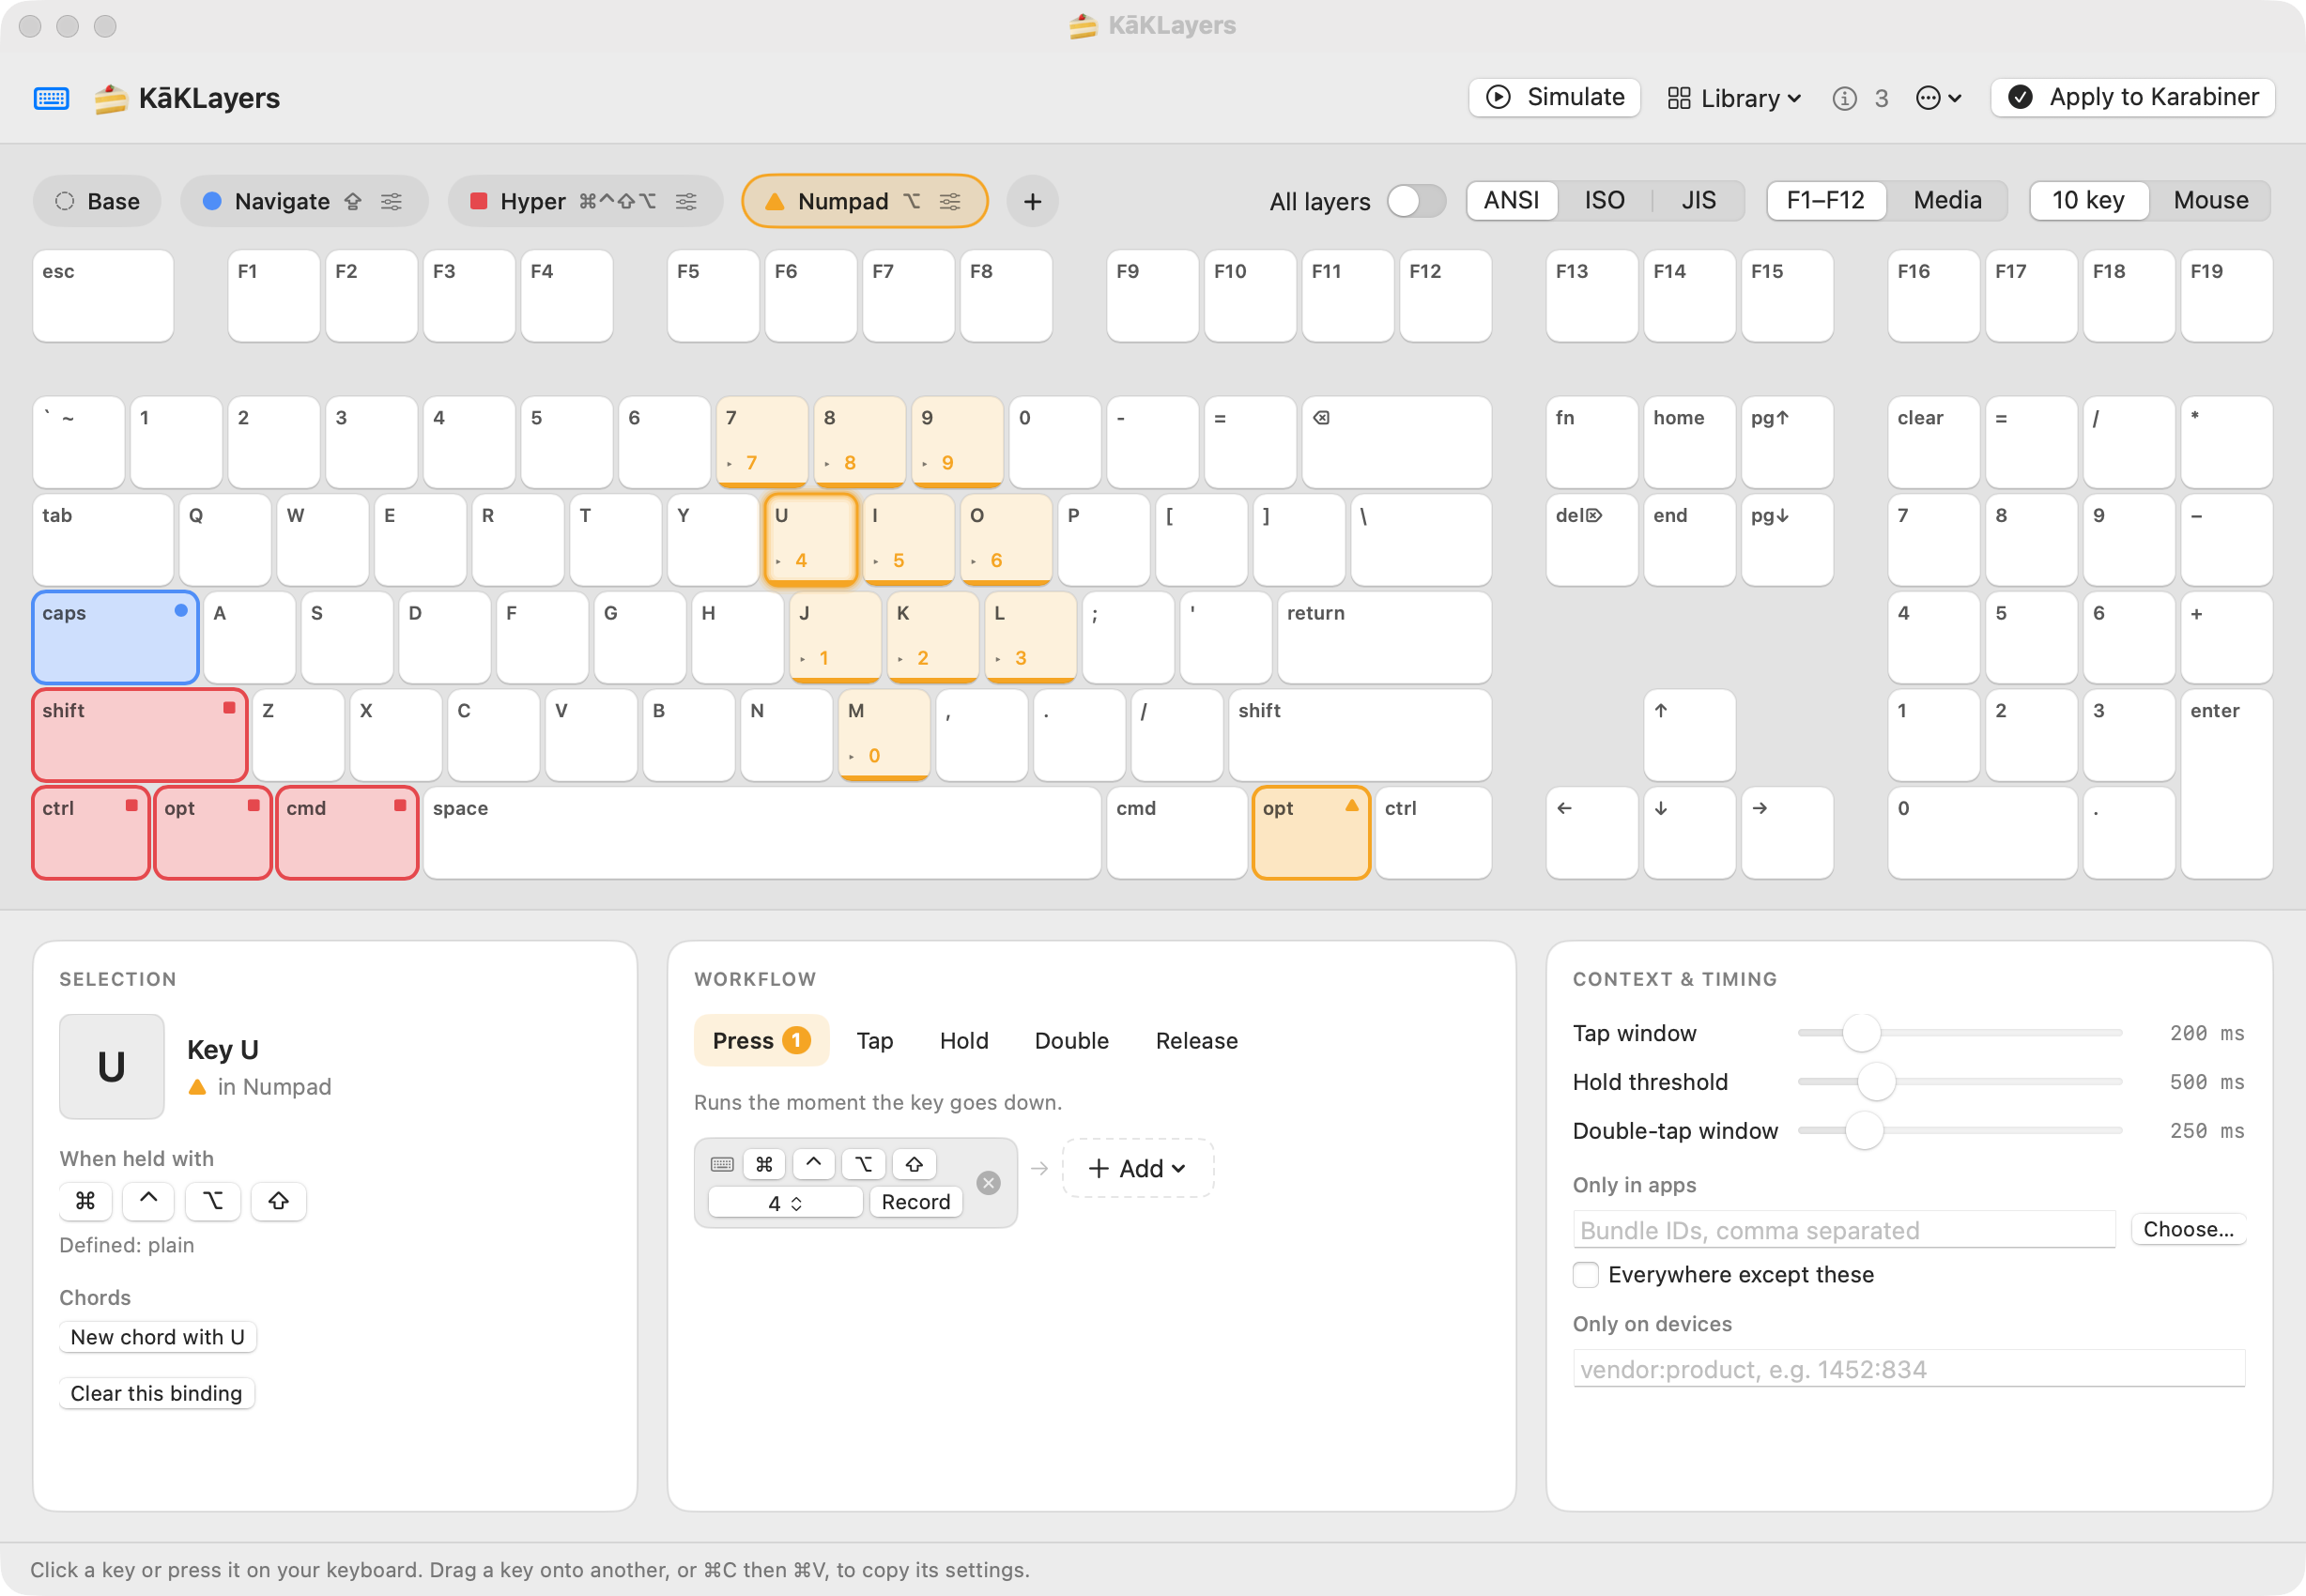 🍰 KāKLayers
🍰 KāKLayers Simulate Library 3 Apply to Karabiner
Base Navigate ⇪ Hyper ⌘⌃⇧⌥ Numpad ⌥ + All layers ANSI ISO JIS F1–F12 Media 10 key Mouse
esc F1 F2 F3 F4 F5 F6 F7 F8 F9 F10 F11 F12 F13 F14 F15 F16 F17 F18 F19
` ~ 1 2 3 4 5 6 7 8 9 0 - = ⌫ fn home pg↑ clear = / *
▸ 7 ▸ 8 ▸ 9
tab Q W E R T Y U I O P [ ] \ del⌦ end pg↓ 7 8 9 −
▸ 4 ▸ 5 ▸ 6
caps A S D F G H J K L ; ' return 4 5 6 +
▸ 1 ▸ 2 ▸ 3
shift Z X C V B N M , . / shift ↑ 1 2 3 enter
▸ 0
ctrl opt cmd space cmd opt ctrl ← ↓ → 0 .
SELECTION
U
Key U
in Numpad
When held with
⌘ ⌃ ⌥ ⇧
Defined: plain
Chords
New chord with U
Clear this binding
WORKFLOW
Press 1 Tap Hold Double Release
Runs the moment the key goes down.
⌘ ⌃ ⌥ ⇧
4 Record
→ + Add
CONTEXT & TIMING
Tap window 200 ms
Hold threshold 500 ms
Double-tap window 250 ms
Only in apps
Bundle IDs, comma separated Choose...
Everywhere except these
Only on devices
vendor:product, e.g. 1452:834
Click a key or press it on your keyboard. Drag a key onto another, or ⌘C then ⌘V, to copy its settings.